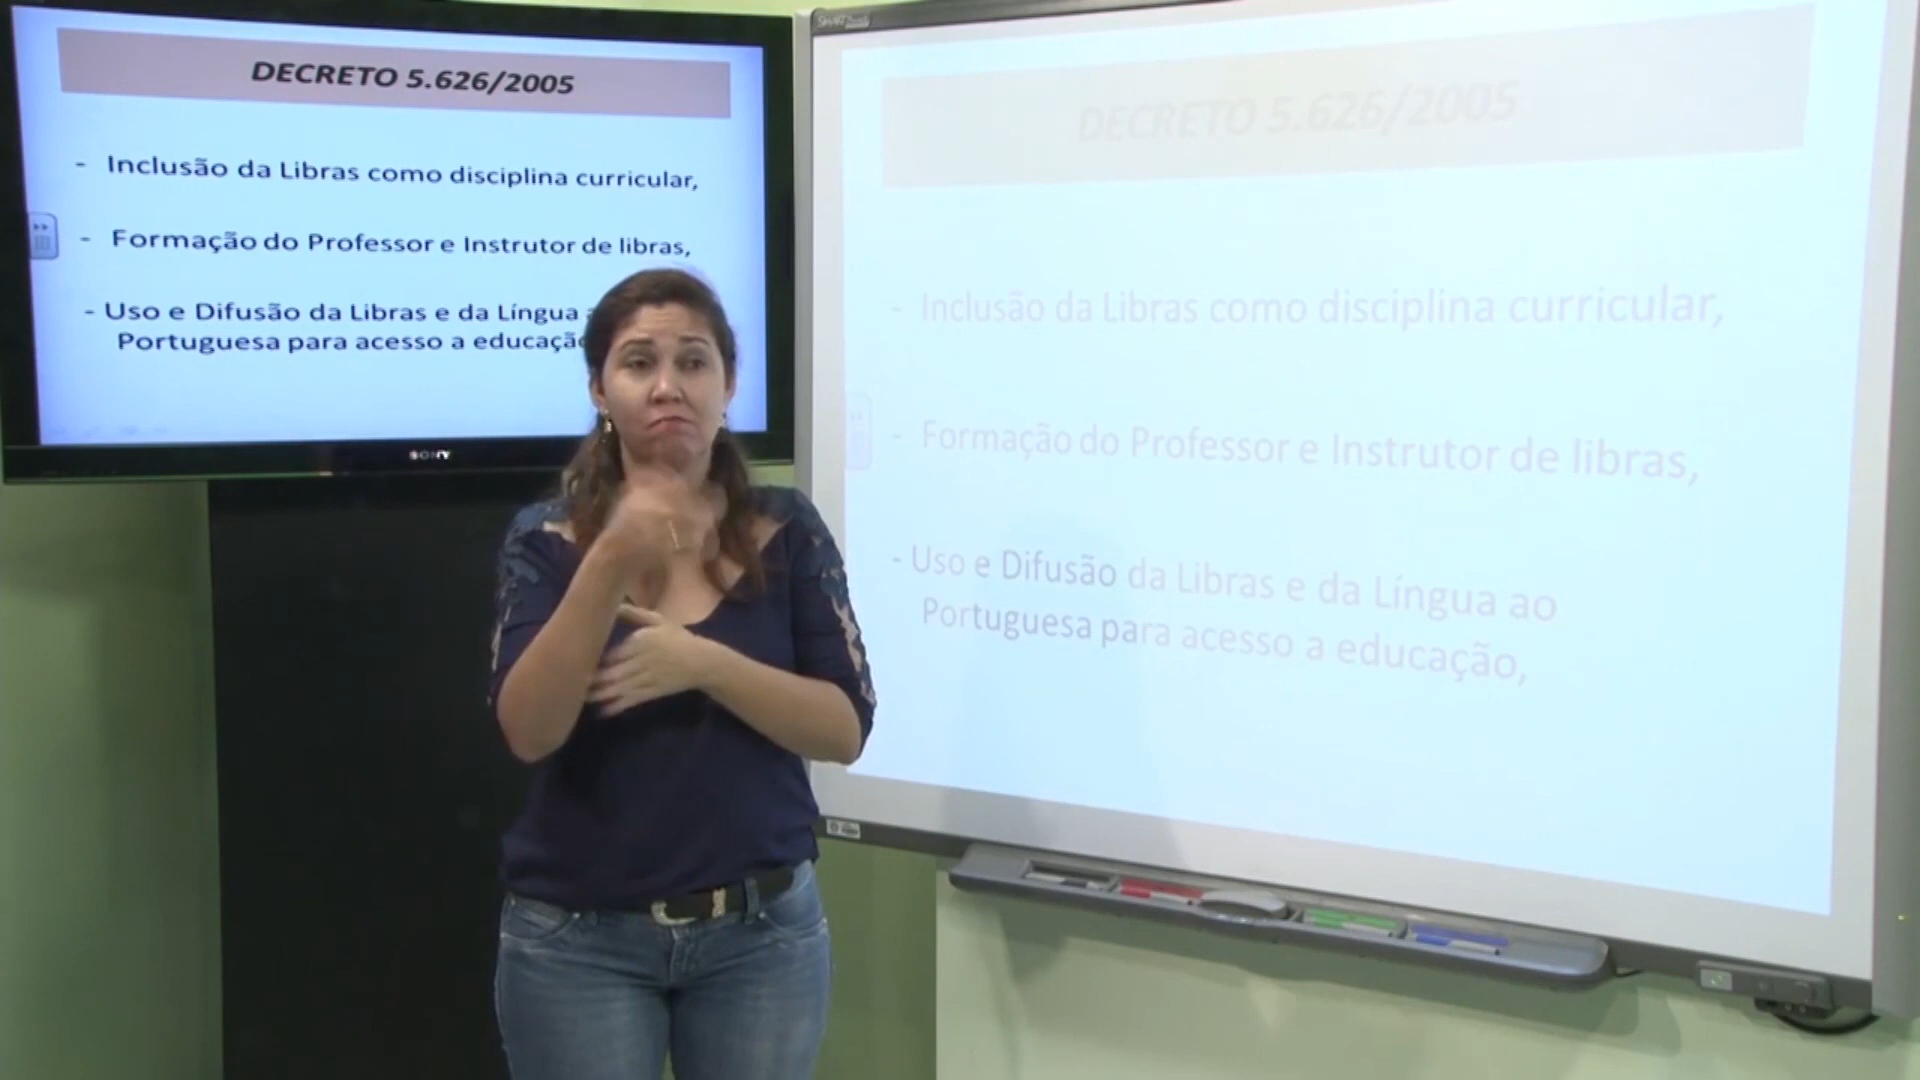 DECRETO 5.626/2005
- Inclusão da Libras como disciplina curricular,
- Formação do Professor e Instrutor de libras,
- Uso e Difusão da Libras e da Língua
Portuguesa para acesso a educação
SONY
SMART
DECRETO 5.626/2005
- Inclusão da Libras como disciplina curricular,
- Formação do Professor e Instrutor de libras,
- Uso e Difusão da Libras e da Língua ao
Portuguesa para acesso a educação,